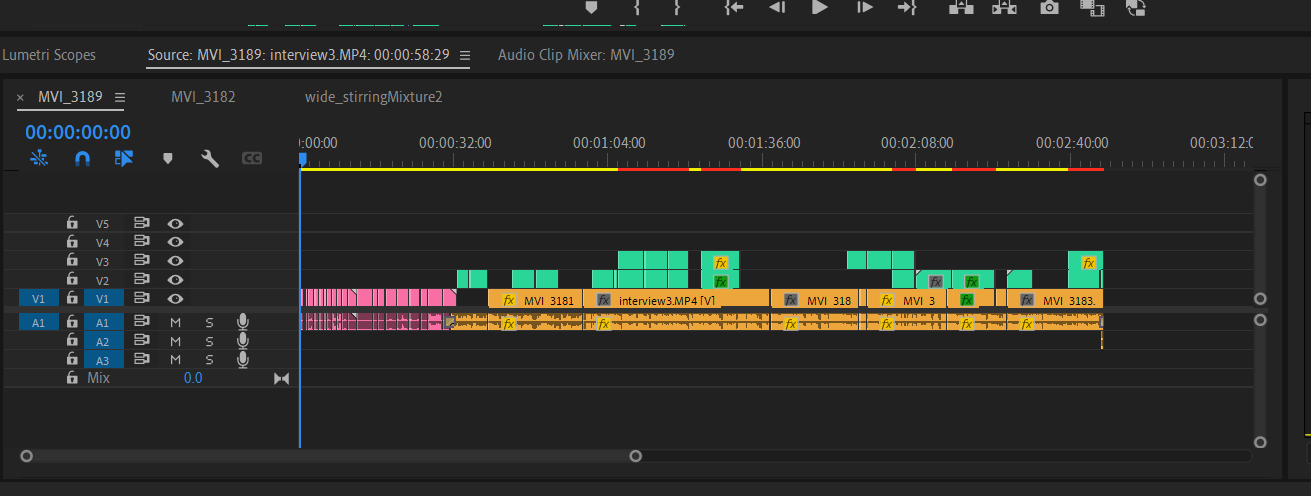 Lumetri Scopes Source: MVI_3189: interview3.MP4: 00:00:58:29 Audio Clip Mixer: MVI_3189
× MVI_3189 MVI_3182 wide_stirringMixture2
00:00:00:00
:00:00 00:00:32:00 00:01:04:00 00:01:36:00 00:02:08:00 00:02:40:00 00:03:12:0
CC
V5
V4
V3 fx fx
V2 fx fx fx
V1 V1 fx MVI_3181 fx interview3.MP4 [V] fx MVI_318 fx MVI_3 fx fx MVI_3183.
A1 A1 M S fx fx fx fx fx fx
A2 M S
A3 M S
Mix 0.0